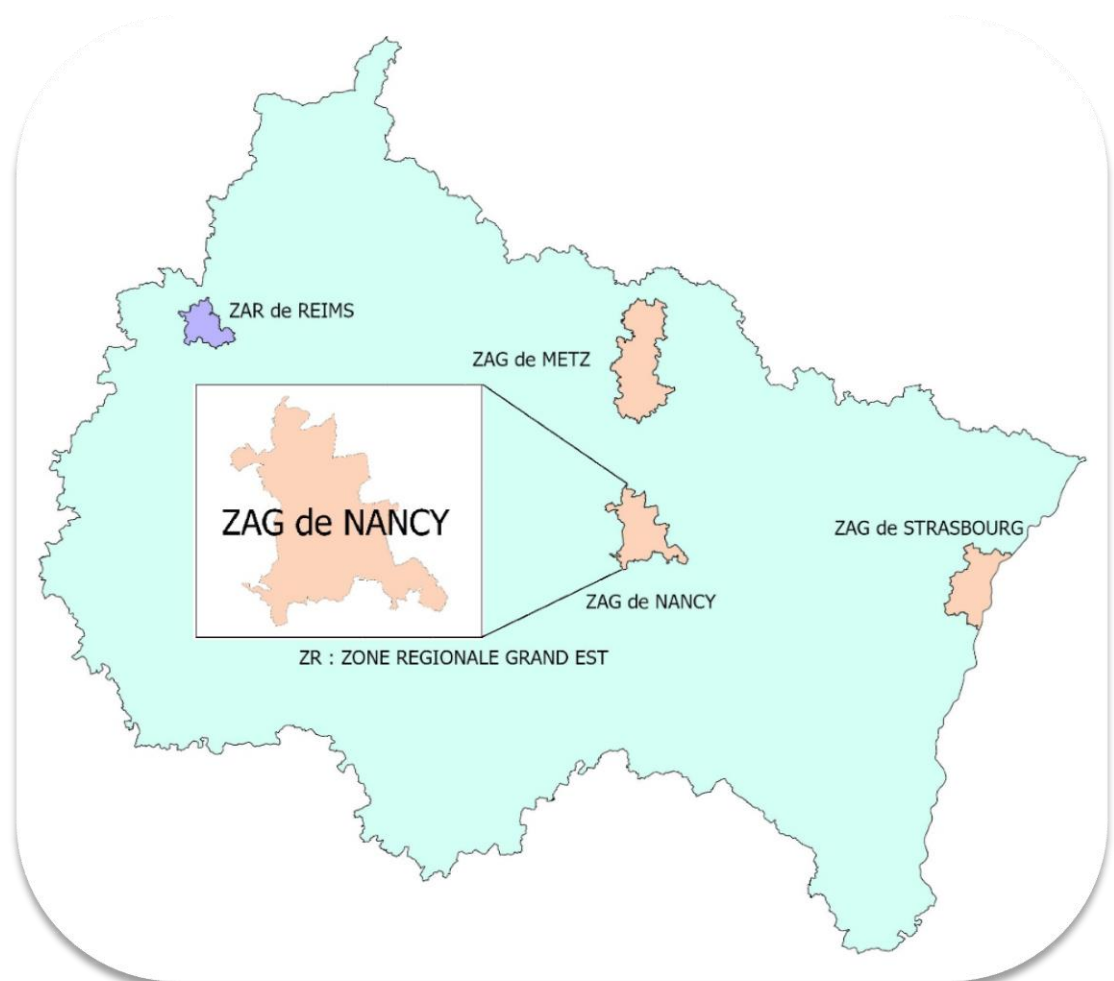 ZAR de REIMS
ZAG de METZ
ZAG de NANCY
ZAG de STRASBOURG
ZAG de NANCY
ZR : ZONE REGIONALE GRAND EST